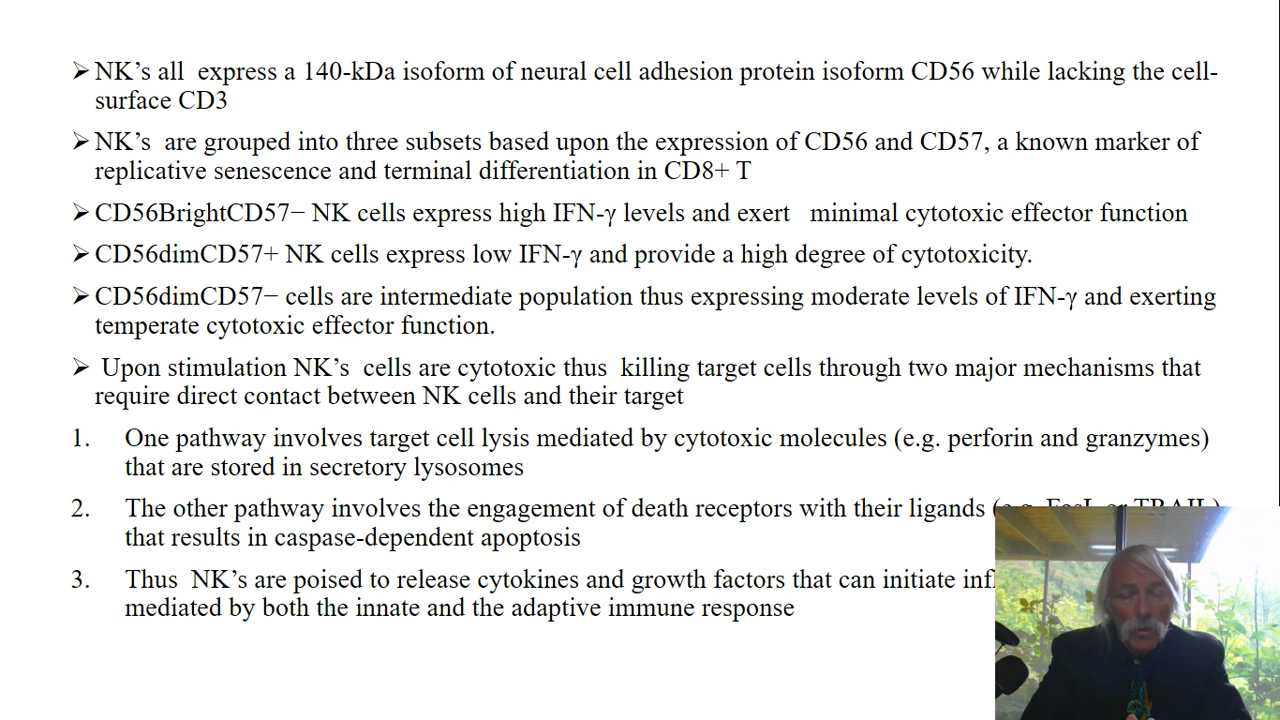 ➤NK’s all express a 140-kDa isoform of neural cell adhesion protein isoform CD56 while lacking the cell-
surface CD3
➤NK’s are grouped into three subsets based upon the expression of CD56 and CD57, a known marker of
replicative senescence and terminal differentiation in CD8+ T
➤CD56BrightCD57− NK cells express high IFN-γ levels and exert minimal cytotoxic effector function
➤CD56dimCD57+ NK cells express low IFN-γ and provide a high degree of cytotoxicity.
➤CD56dimCD57− cells are intermediate population thus expressing moderate levels of IFN-γ and exerting
temperate cytotoxic effector function.
➤ Upon stimulation NK’s cells are cytotoxic thus killing target cells through two major mechanisms that
require direct contact between NK cells and their target
1. One pathway involves target cell lysis mediated by cytotoxic molecules (e.g. perforin and granzymes)
that are stored in secretory lysosomes
2. The other pathway involves the engagement of death receptors with their ligands
that results in caspase-dependent apoptosis
3. Thus NK’s are poised to release cytokines and growth factors that can initiate
mediated by both the innate and the adaptive immune response